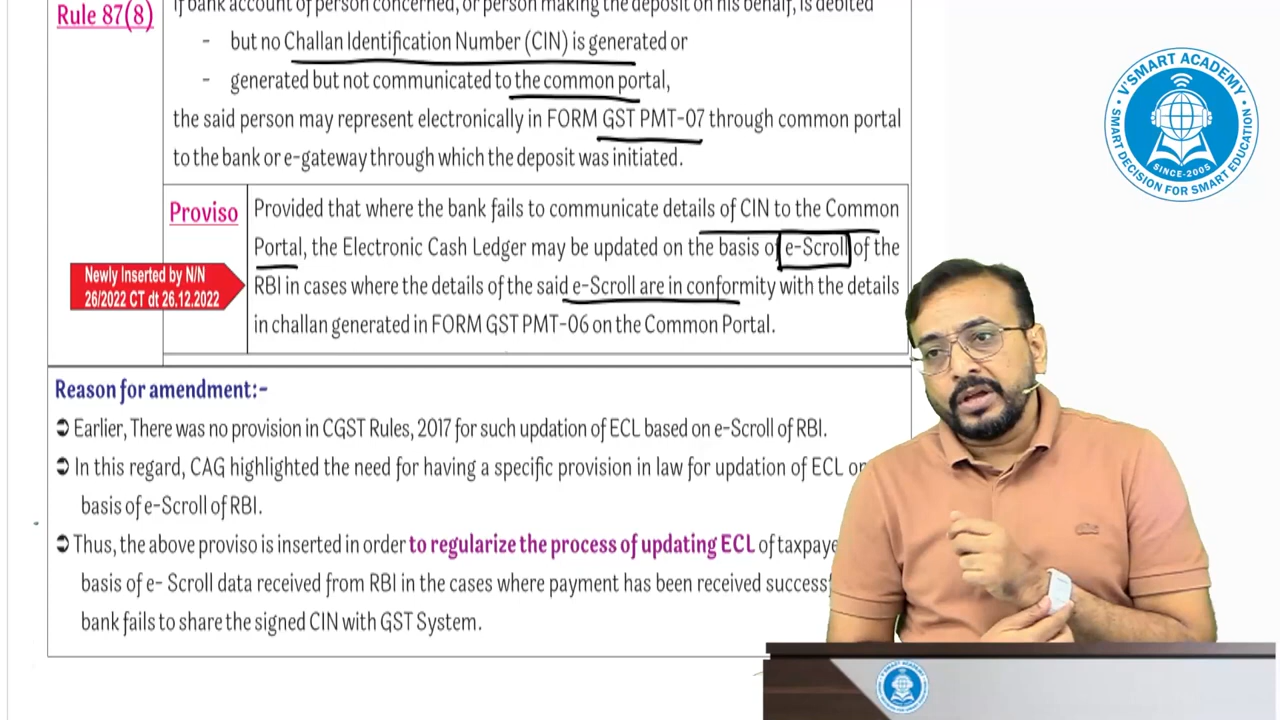 if bank account of person concerned, or person making the deposit on his behalf, is debited
Rule 87(8)
- but no Challan Identification Number (CIN) is generated or
- generated but not communicated to the common portal,
the said person may represent electronically in FORM GST PMT-07 through common portal
to the bank or e-gateway through which the deposit was initiated.
Proviso
Provided that where the bank fails to communicate details of CIN to the Common
Portal, the Electronic Cash Ledger may be updated on the basis of e-Scroll of the
RBI in cases where the details of the said e-Scroll are in conformity with the details
in challan generated in FORM GST PMT-06 on the Common Portal.
Newly Inserted by N/N
26/2022 CT dt 26.12.2022
Reason for amendment:-
➲ Earlier, There was no provision in CGST Rules, 2017 for such updation of ECL based on e-Scroll of RBI.
➲ In this regard, CAG highlighted the need for having a specific provision in law for updation of ECL on
basis of e-Scroll of RBI.
➲ Thus, the above proviso is inserted in order to regularize the process of updating ECL of
basis of e- Scroll data received from RBI in the cases where payment has been received
bank fails to share the signed CIN with GST System.
V'SMART ACADEMY
SINCE-2005
SMART DECISION FOR SMART EDUCATION